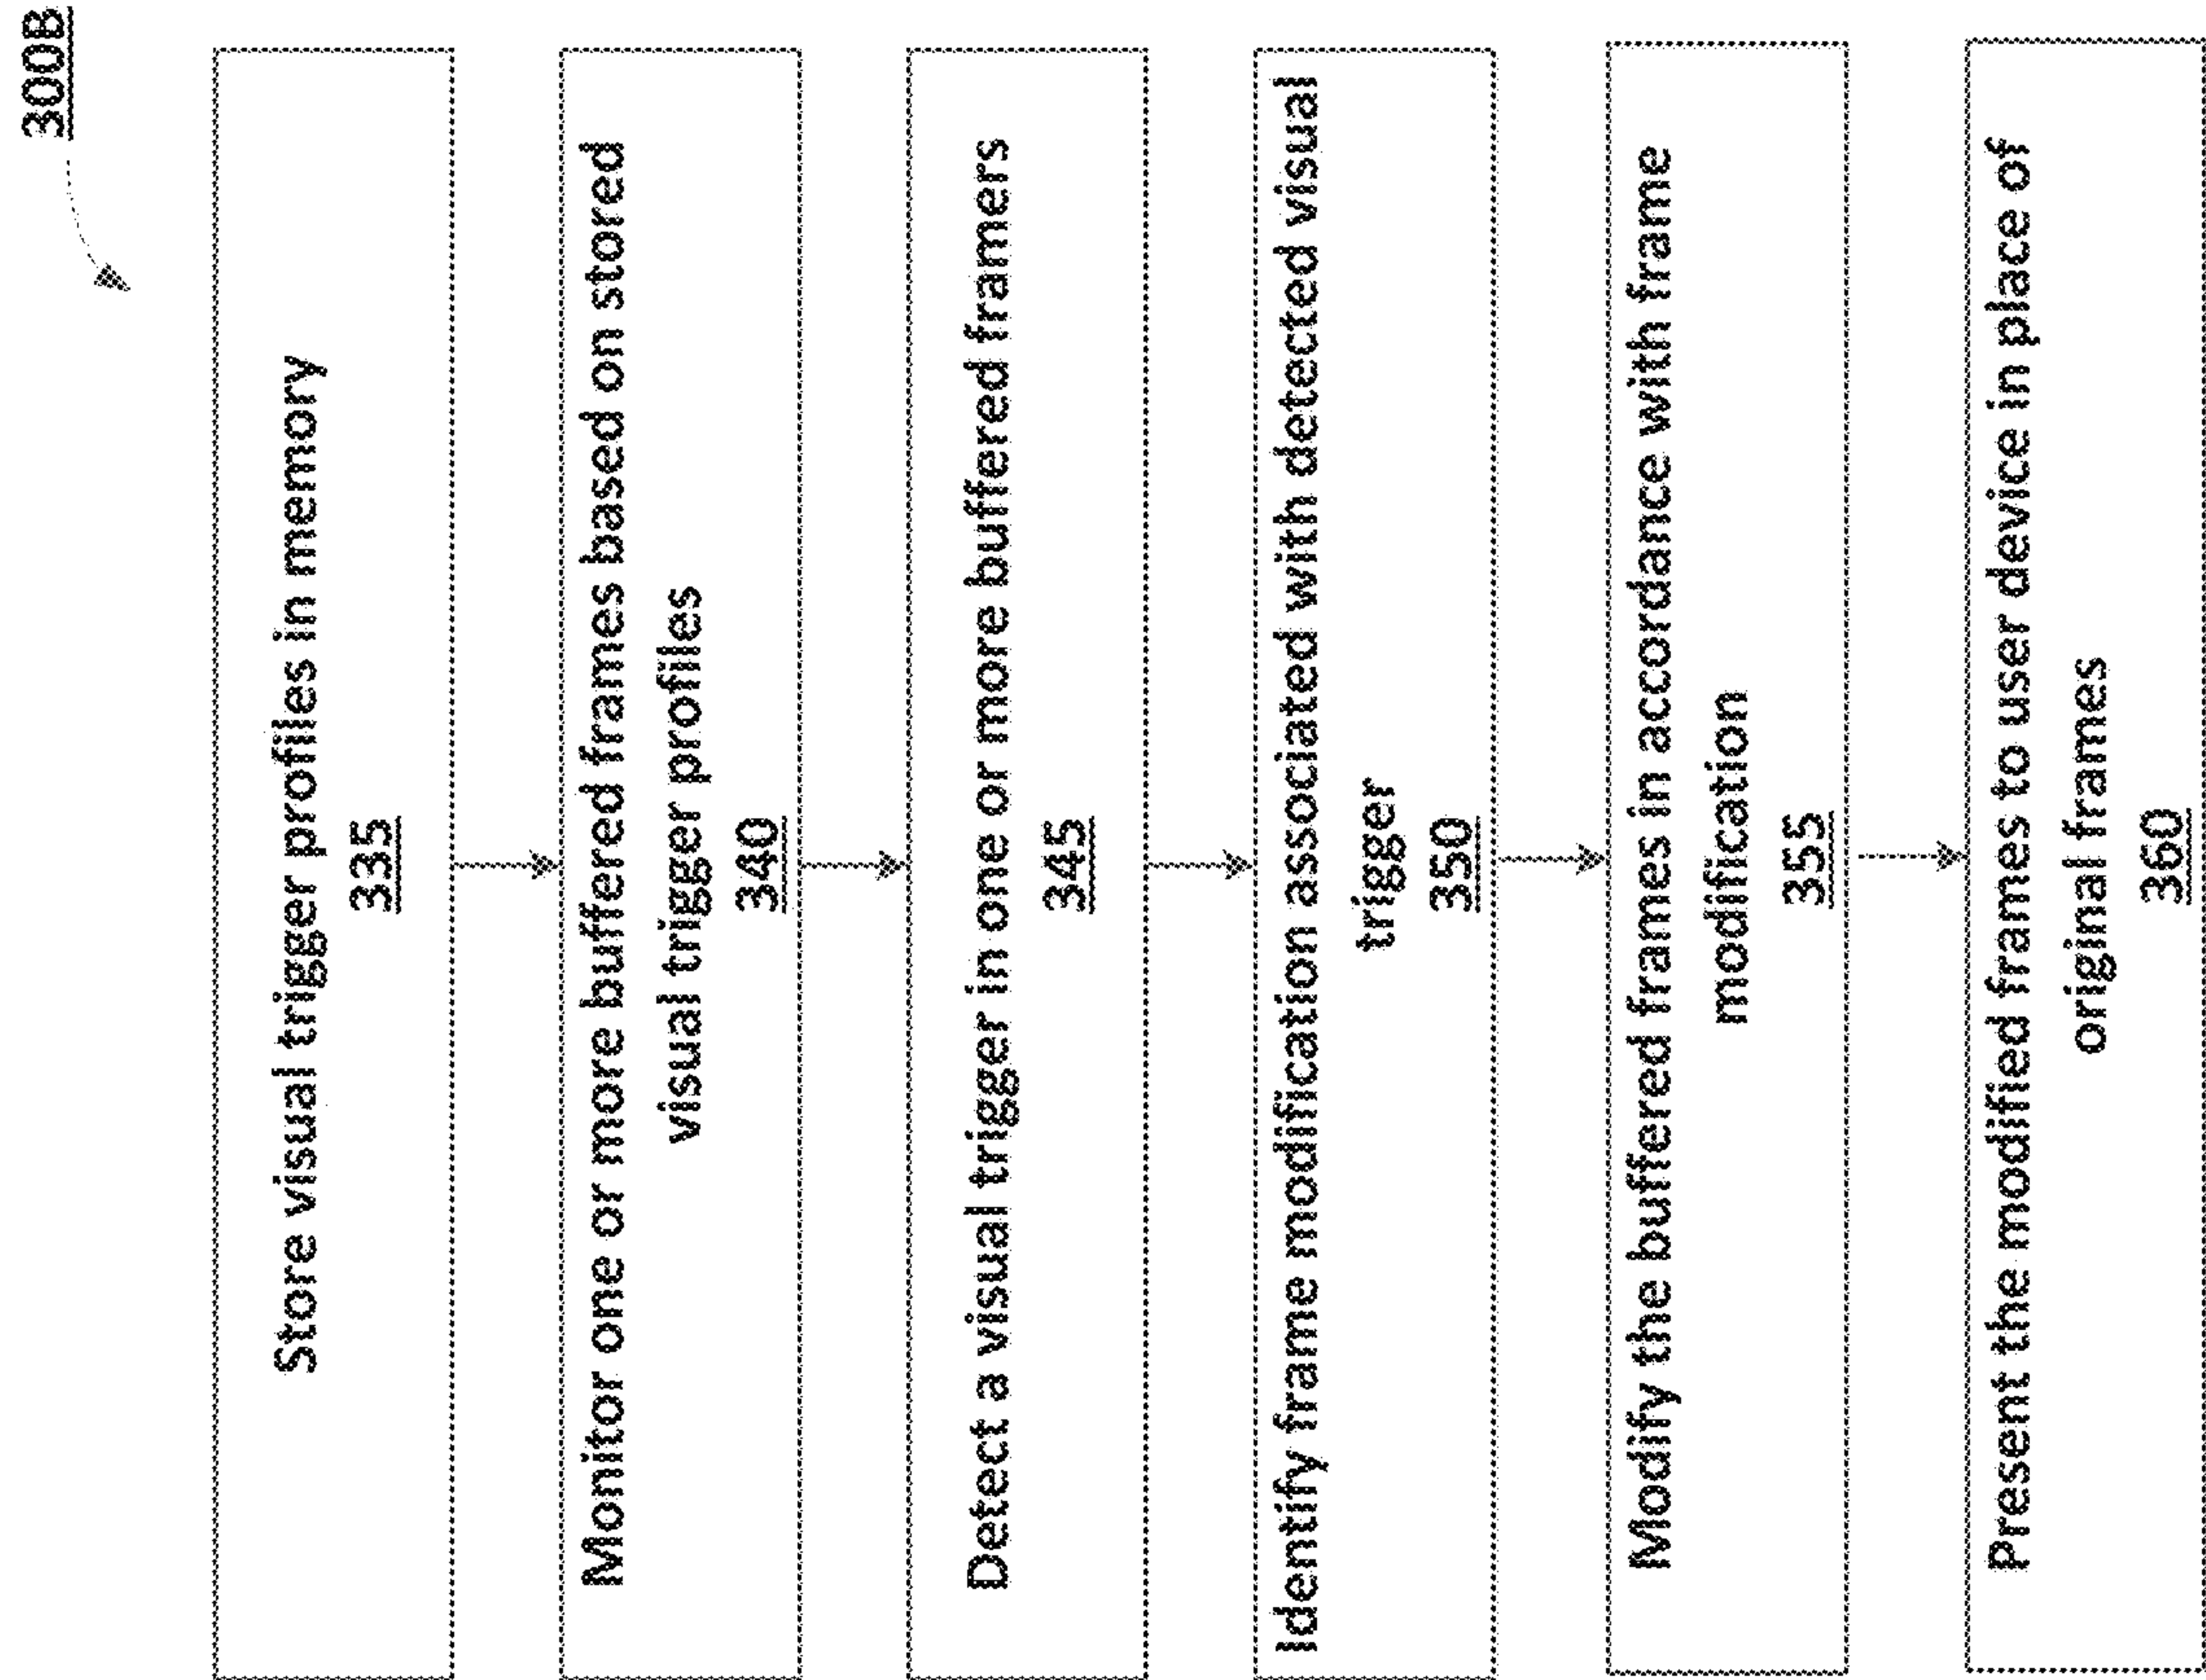 300B
Store visual trigger profiles in memory
335
Monitor one or more buffered frames based on stored
visual trigger profiles
340
Detect a visual trigger in one or more buffered framers
345
Identify frame modification associated with detected visual
trigger
350
Modify the buffered frames in accordance with frame
modification
355
Present the modified frames to user device in place of
original frames
360